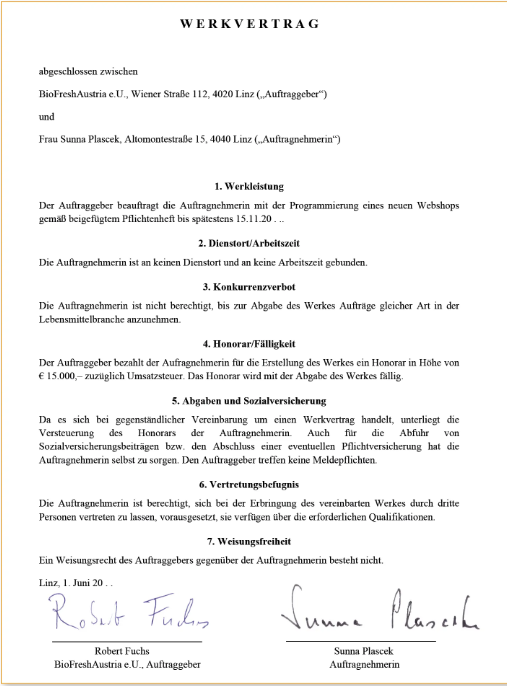 WERKVERTRAG
abgeschlossen zwischen
BioFreshAustria e.U., Wiener Straße 112, 4020 Linz („Auftraggeber“)
und
Frau Sunna Plascek, Altomontestraße 15, 4040 Linz („Auftragnehmerin“)
1. Werkleistung
Der Auftraggeber beauftragt die Auftragnehmerin mit der Programmierung eines neuen Webshops
gemäß beigefügtem Pflichtenheft bis spätestens 15.11.20 . ..
2. Dienstort/Arbeitszeit
Die Auftragnehmerin ist an keinen Dienstort und an keine Arbeitszeit gebunden.
3. Konkurrenzverbot
Die Auftragnehmerin ist nicht berechtigt, bis zur Abgabe des Werkes Aufträge gleicher Art in der
Lebensmittelbranche anzunehmen.
4. Honorar/Fälligkeit
Der Auftraggeber bezahlt der Aufragnehmerin für die Erstellung des Werkes ein Honorar in Höhe von
€ 15.000,– zuzüglich Umsatzsteuer. Das Honorar wird mit der Abgabe des Werkes fällig.
5. Abgaben und Sozialversicherung
Da es sich bei gegenständlicher Vereinbarung um einen Werkvertrag handelt, unterliegt die
Versteuerung des Honorars der Auftragnehmerin. Auch für die Abfuhr von
Sozialversicherungsbeiträgen bzw. den Abschluss einer eventuellen Pflichtversicherung hat die
Auftragnehmerin selbst zu sorgen. Den Auftraggeber treffen keine Meldepflichten.
6. Vertretungsbefugnis
Die Auftragnehmerin ist berechtigt, sich bei der Erbringung des vereinbarten Werkes durch dritte
Personen vertreten zu lassen, vorausgesetzt, sie verfügen über die erforderlichen Qualifikationen.
7. Weisungsfreiheit
Ein Weisungsrecht des Auftraggebers gegenüber der Auftragnehmerin besteht nicht.
Linz, 1. Juni 20 . .
Robert Fuchs Sunna Plascek
Robert Fuchs Sunna Plascek
BioFreshAustria e.U., Auftraggeber Auftragnehmerin